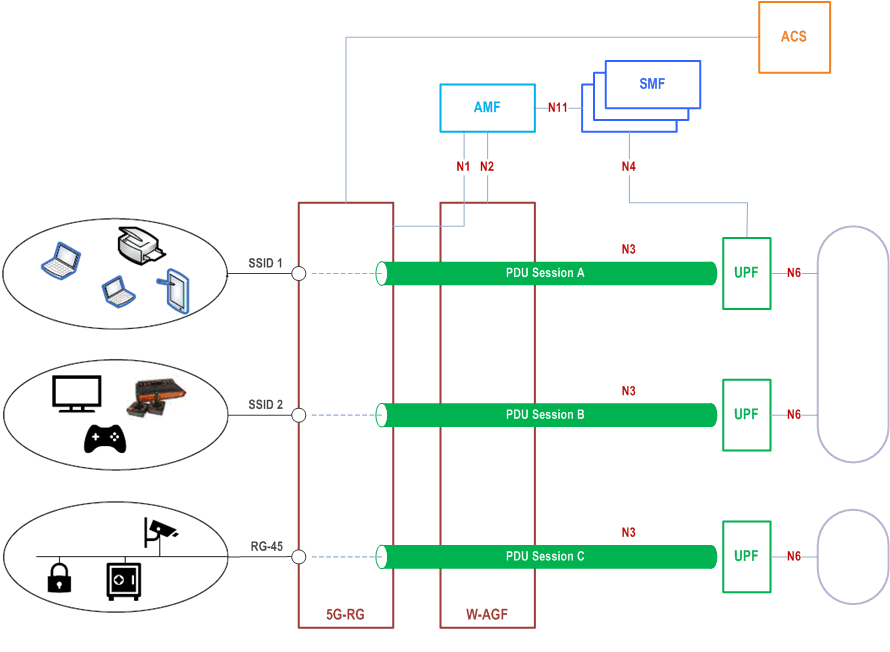 ACS
SMF
AMF
N11
N1
N2
N4
SSID 1
N3
PDU Session A
UPF
N6
SSID 2
N3
PDU Session B
UPF
N6
RG-45
N3
PDU Session C
UPF
N6
5G-RG
W-AGF